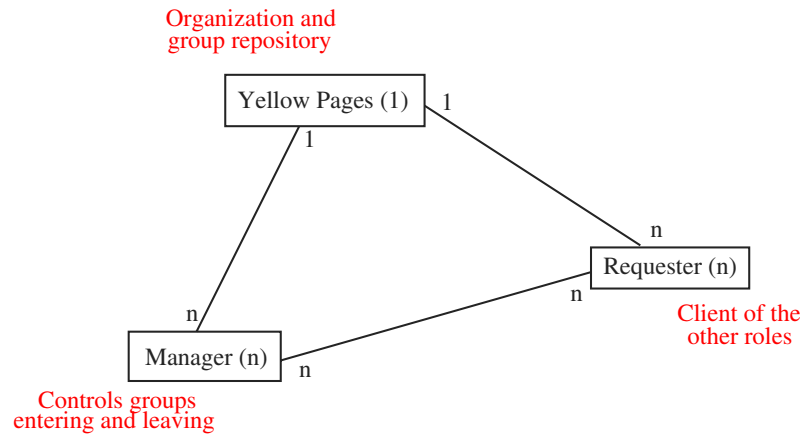 Organization and
group repository
Yellow Pages (1)
1
1
n
Requester (n)
n
Client of the
other roles
n
Manager (n)
n
Controls groups
entering and leaving